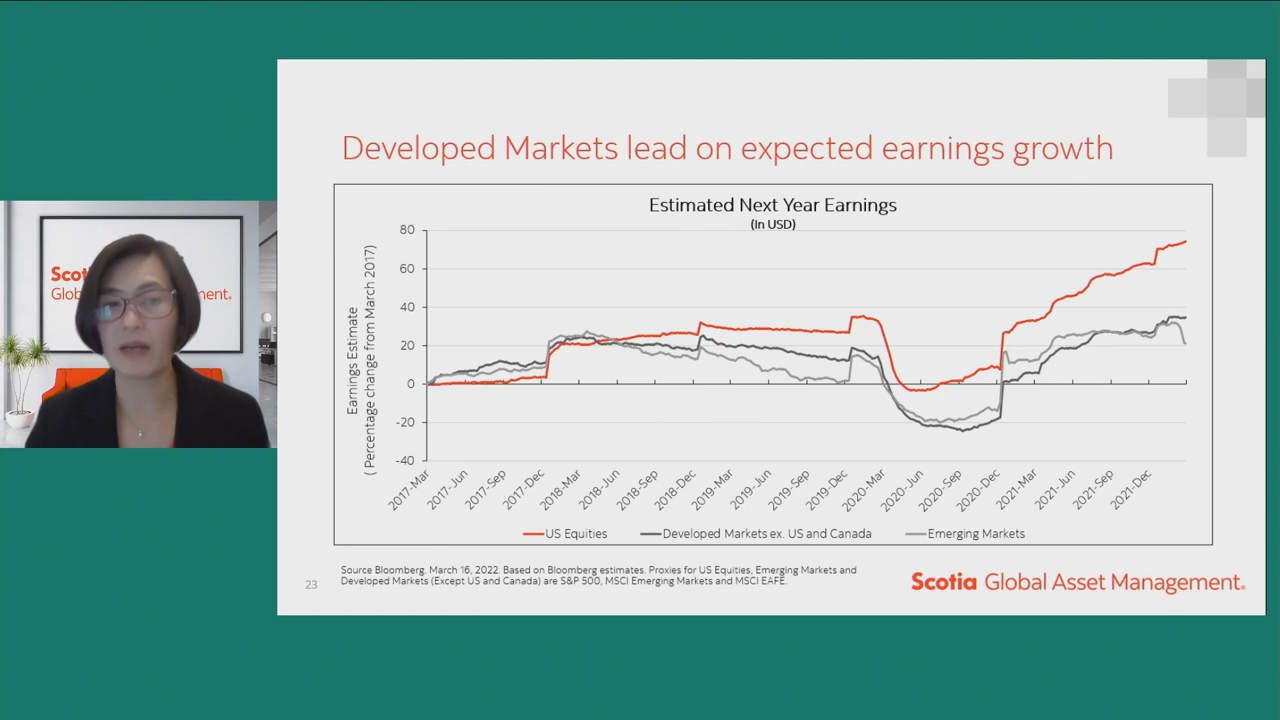 Developed Markets lead on expected earnings growth
Estimated Next Year Earnings
(In USD)
Earnings Estimate
( Percentage change from March 2017)
80
60
40
20
0
-20
-40
2017-Mar
2017-Jun
2017-Sep
2017-Dec
2018-Mar
2018-Jun
2018-Sep
2018-Dec
2019-Mar
2019-Jun
2019-Sep
2019-Dec
2020-Mar
2020-Jun
2020-Sep
2020-Dec
2021-Mar
2021-Jun
2021-Sep
2021-Dec
US Equities
Developed Markets ex. US and Canada
Emerging Markets
Source Bloomberg. March 16, 2022. Based on Bloomberg estimates. Proxies for US Equities, Emerging Markets and
Developed Markets (Except US and Canada) are S&P 500, MSCI Emerging Markets and MSCI EAFE.
23
Scotia Global Asset Management.
Scoti
Glob ent.